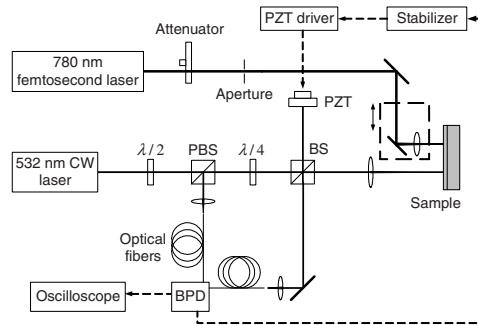 PZT driver
Stabilizer
Attenuator
780 nm
femtosecond laser
Aperture
PZT
532 nm CW
laser
λ/2
PBS
λ/4
BS
Sample
Optical
fibers
Oscilloscope
BPD